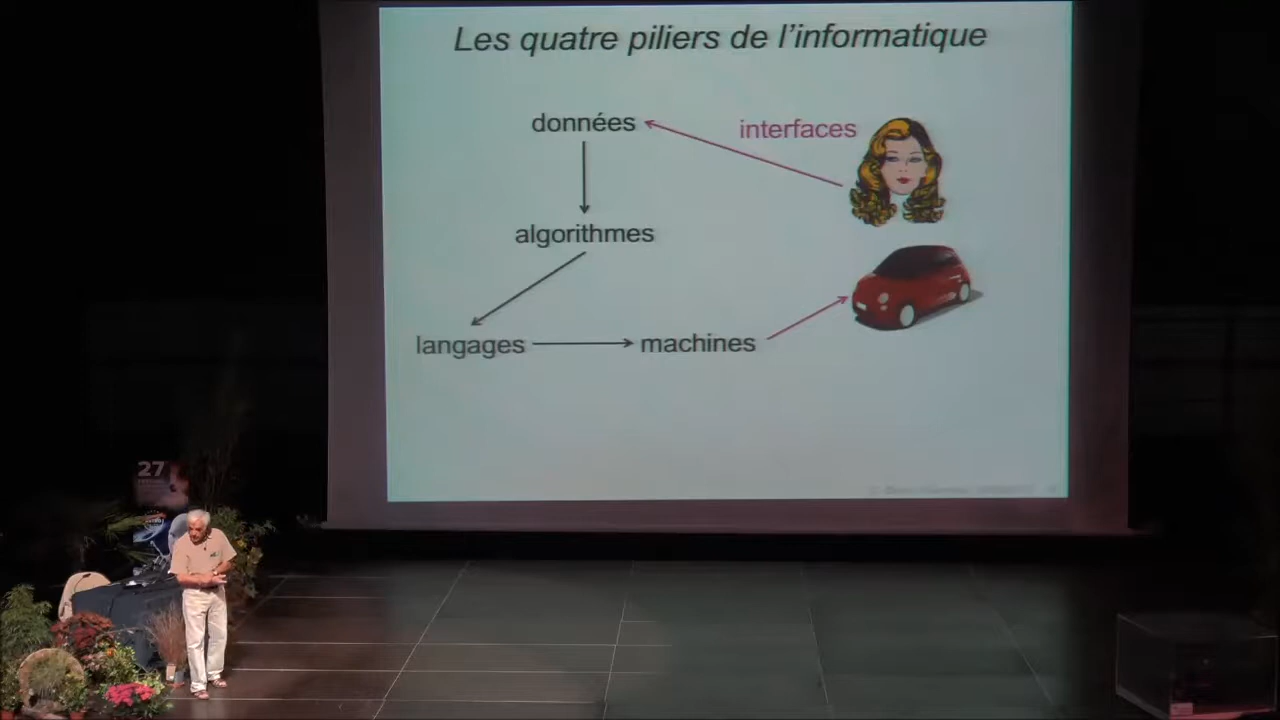 Les quatre piliers de l'informatique
données
interfaces
algorithmes
langages
machines
27